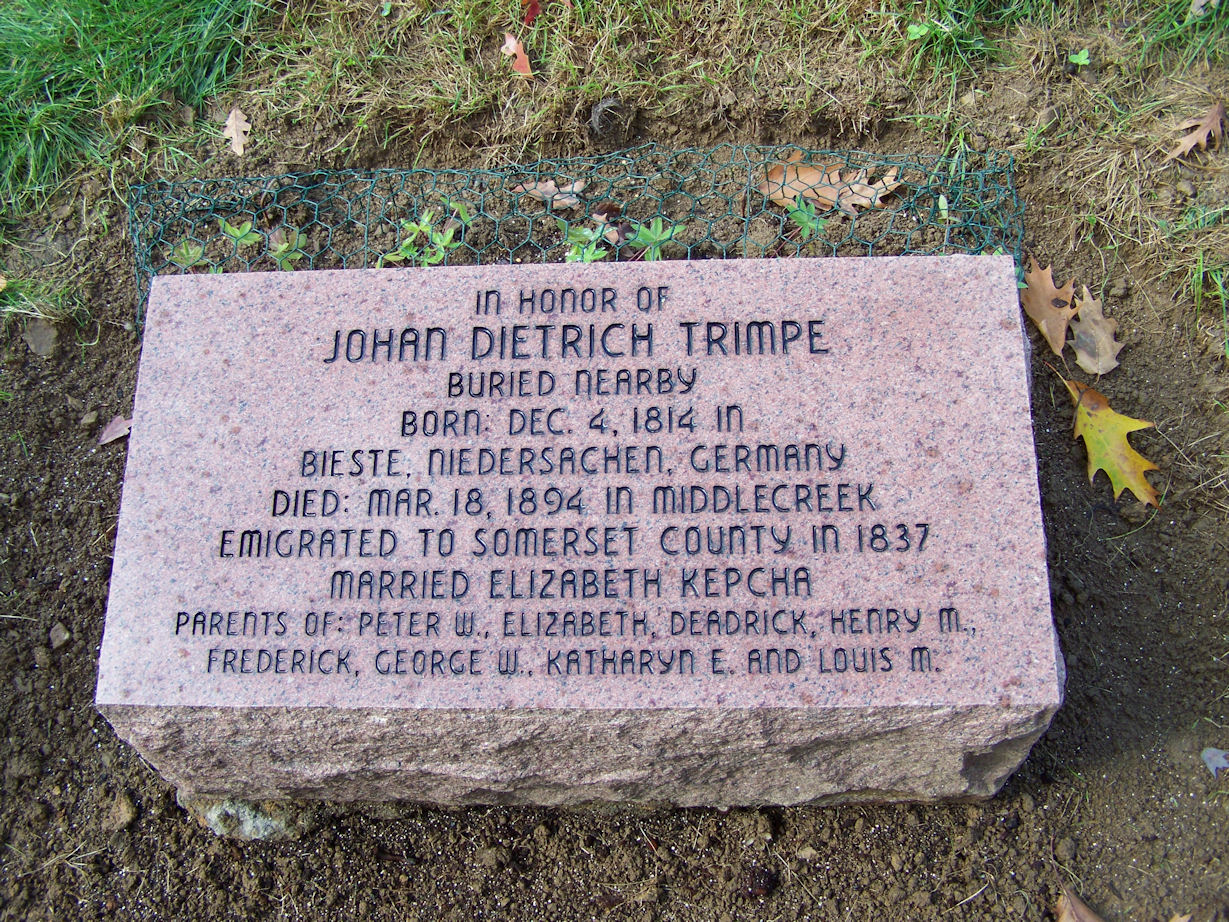 IN HONOR OF
JOHAN DIETRICH TRIMPE
BURIED NEARBY
BORN: DEC. 4, 1814 IN
BIESTE, NIEDERSACHEN, GERMANY
DIED: MAR. 18, 1894 IN MIDDLECREEK
EMIGRATED TO SOMERSET COUNTY IN 1837
MARRIED ELIZABETH KEPCHA
PARENTS OF: PETER W., ELIZABETH, DEADRICK, HENRY M.,
FREDERICK, GEORGE W., KATHARYN E. AND LOUIS M.